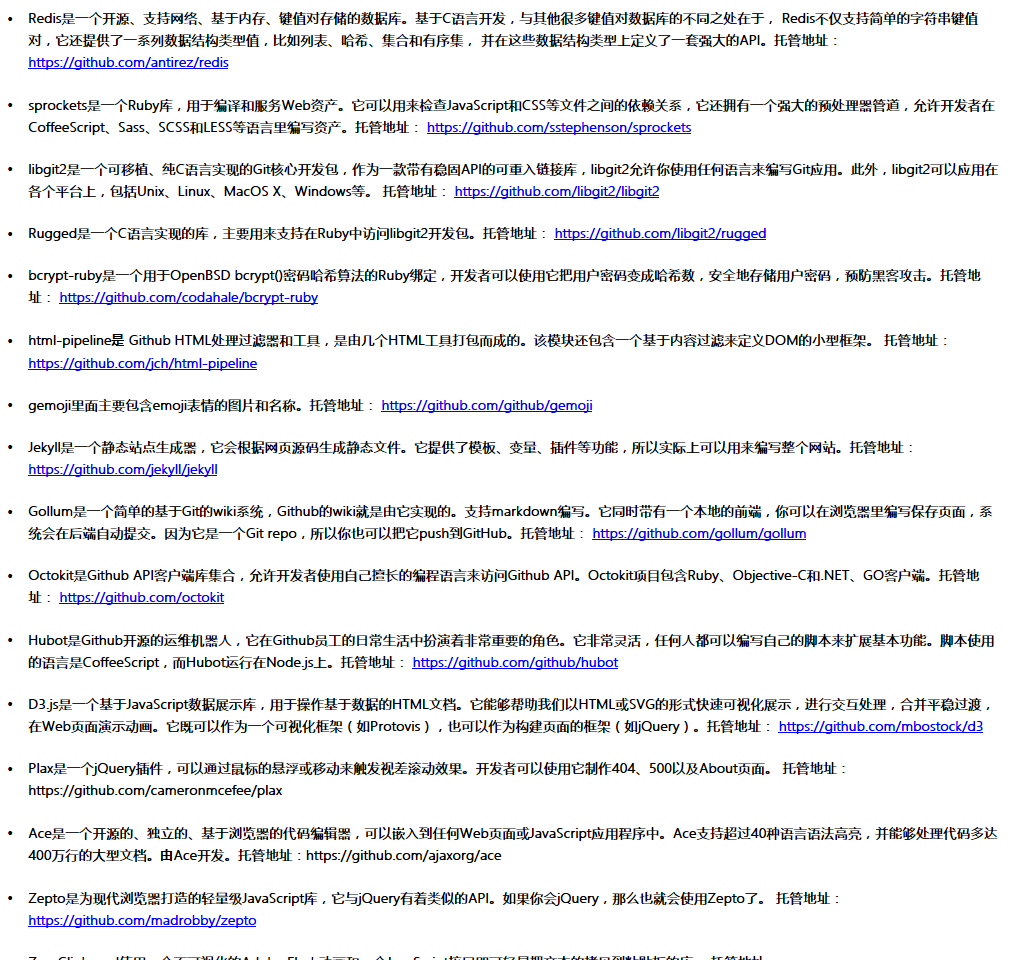 • Redis是一个开源、支持网络、基于内存、键值对存储的数据库。基于C语言开发，与其他很多键值对数据库的不同之处在于， Redis不仅支持简单的字符串键值
对，它还提供了一系列数据结构类型值，比如列表、哈希、集合和有序集， 并在这些数据结构类型上定义了一套强大的API。托管地址：
https://github.com/antirez/redis
• sprockets是一个Ruby库，用于编译和服务Web资产。它可以用来检查JavaScript和CSS等文件之间的依赖关系，它还拥有一个强大的预处理器管道，允许开发者在
CoffeeScript、Sass、SCSS和LESS等语言里编写资产。托管地址： https://github.com/sstephenson/sprockets
• libgit2是一个可移植、纯C语言实现的Git核心开发包，作为一款带有稳固API的可重入链接库，libgit2允许你使用任何语言来编写Git应用。此外，libgit2可以应用在
各个平台上，包括Unix、Linux、MacOS X、Windows等。 托管地址： https://github.com/libgit2/libgit2
• Rugged是一个C语言实现的库，主要用来支持在Ruby中访问libgit2开发包。托管地址： https://github.com/libgit2/rugged
• bcrypt-ruby是一个用于OpenBSD bcrypt()密码哈希算法的Ruby绑定，开发者可以使用它把用户密码变成哈希数，安全地存储用户密码，预防黑客攻击。托管地
址： https://github.com/codahale/bcrypt-ruby
• html-pipeline是 Github HTML处理过滤器和工具，是由几个HTML工具打包而成的。该模块还包含一个基于内容过滤来定义DOM的小型框架。 托管地址：
https://github.com/jch/html-pipeline
• gemoji里面主要包含emoji表情的图片和名称。托管地址： https://github.com/github/gemoji
• Jekyll是一个静态站点生成器，它会根据网页源码生成静态文件。它提供了模板、变量、插件等功能，所以实际上可以用来编写整个网站。托管地址：
https://github.com/jekyll/jekyll
• Gollum是一个简单的基于Git的wiki系统，Github的wiki就是由它实现的。支持markdown编写。它同时带有一个本地的前端，你可以在浏览器里编写保存页面，系
统会在后端自动提交。因为它是一个Git repo，所以你也可以把它push到GitHub。托管地址： https://github.com/gollum/gollum
• Octokit是Github API客户端库集合，允许开发者使用自己擅长的编程语言来访问Github API。Octokit项目包含Ruby、Objective-C和.NET、GO客户端。托管地
址： https://github.com/octokit
• Hubot是Github开源的运维机器人，它在Github员工的日常生活中扮演着非常重要的角色。它非常灵活，任何人都可以编写自己的脚本来扩展基本功能。脚本使用
的语言是CoffeeScript，而Hubot运行在Node.js上。托管地址： https://github.com/github/hubot
• D3.js是一个基于JavaScript数据展示库，用于操作基于数据的HTML文档。它能够帮助我们以HTML或SVG的形式快速可视化展示，进行交互处理，合并平稳过渡，
在Web页面演示动画。它既可以作为一个可视化框架（如Protovis），也可以作为构建页面的框架（如jQuery）。托管地址： https://github.com/mbostock/d3
• Plax是一个jQuery插件，可以通过鼠标的悬浮或移动来触发视差滚动效果。开发者可以使用它制作404、500以及About页面。 托管地址：
https://github.com/cameronmcefee/plax
• Ace是一个开源的、独立的、基于浏览器的代码编辑器，可以嵌入到任何Web页面或JavaScript应用程序中。Ace支持超过40种语言语法高亮，并能够处理代码多达
400万行的大型文档。由Ace开发。托管地址：https://github.com/ajaxorg/ace
• Zepto是为现代浏览器打造的轻量级JavaScript库，它与jQuery有着类似的API。如果你会jQuery，那么也就会使用Zepto了。 托管地址：
https://github.com/madrobby/zepto